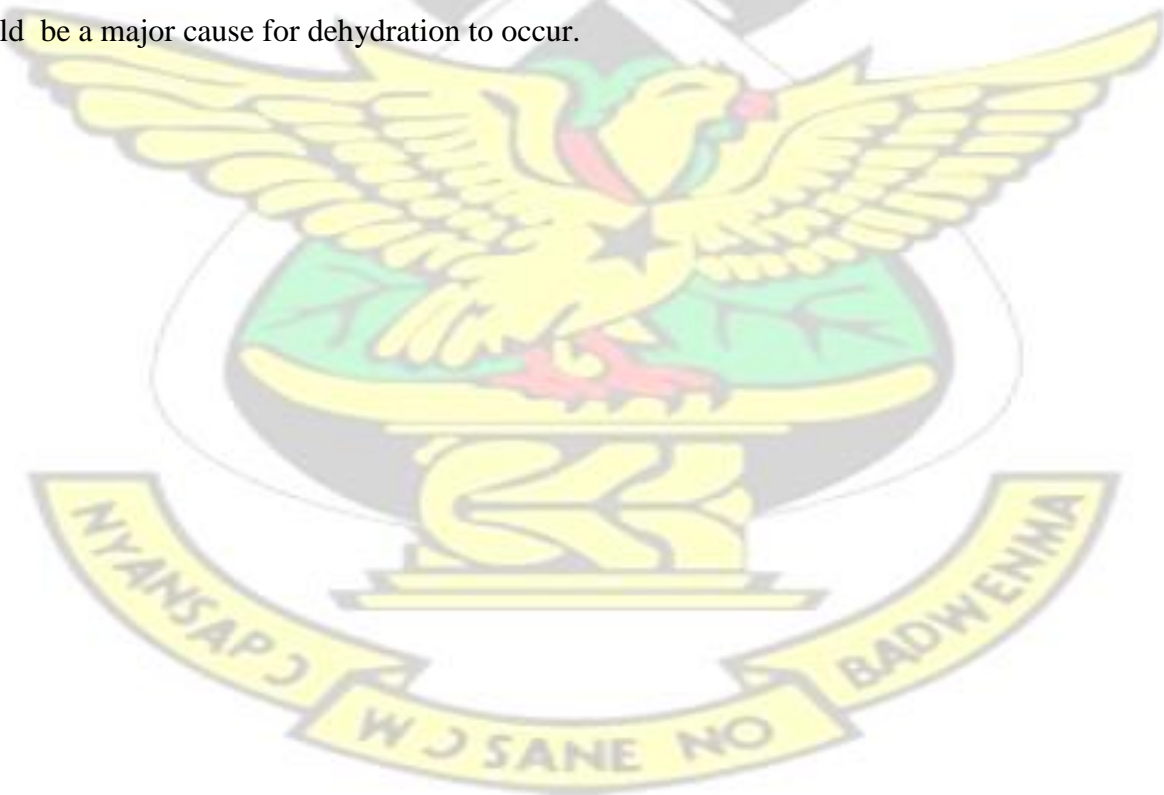 ld be a major cause for dehydration to occur.
NYANSAPƆ
WƆSANE NO
BADWENMA